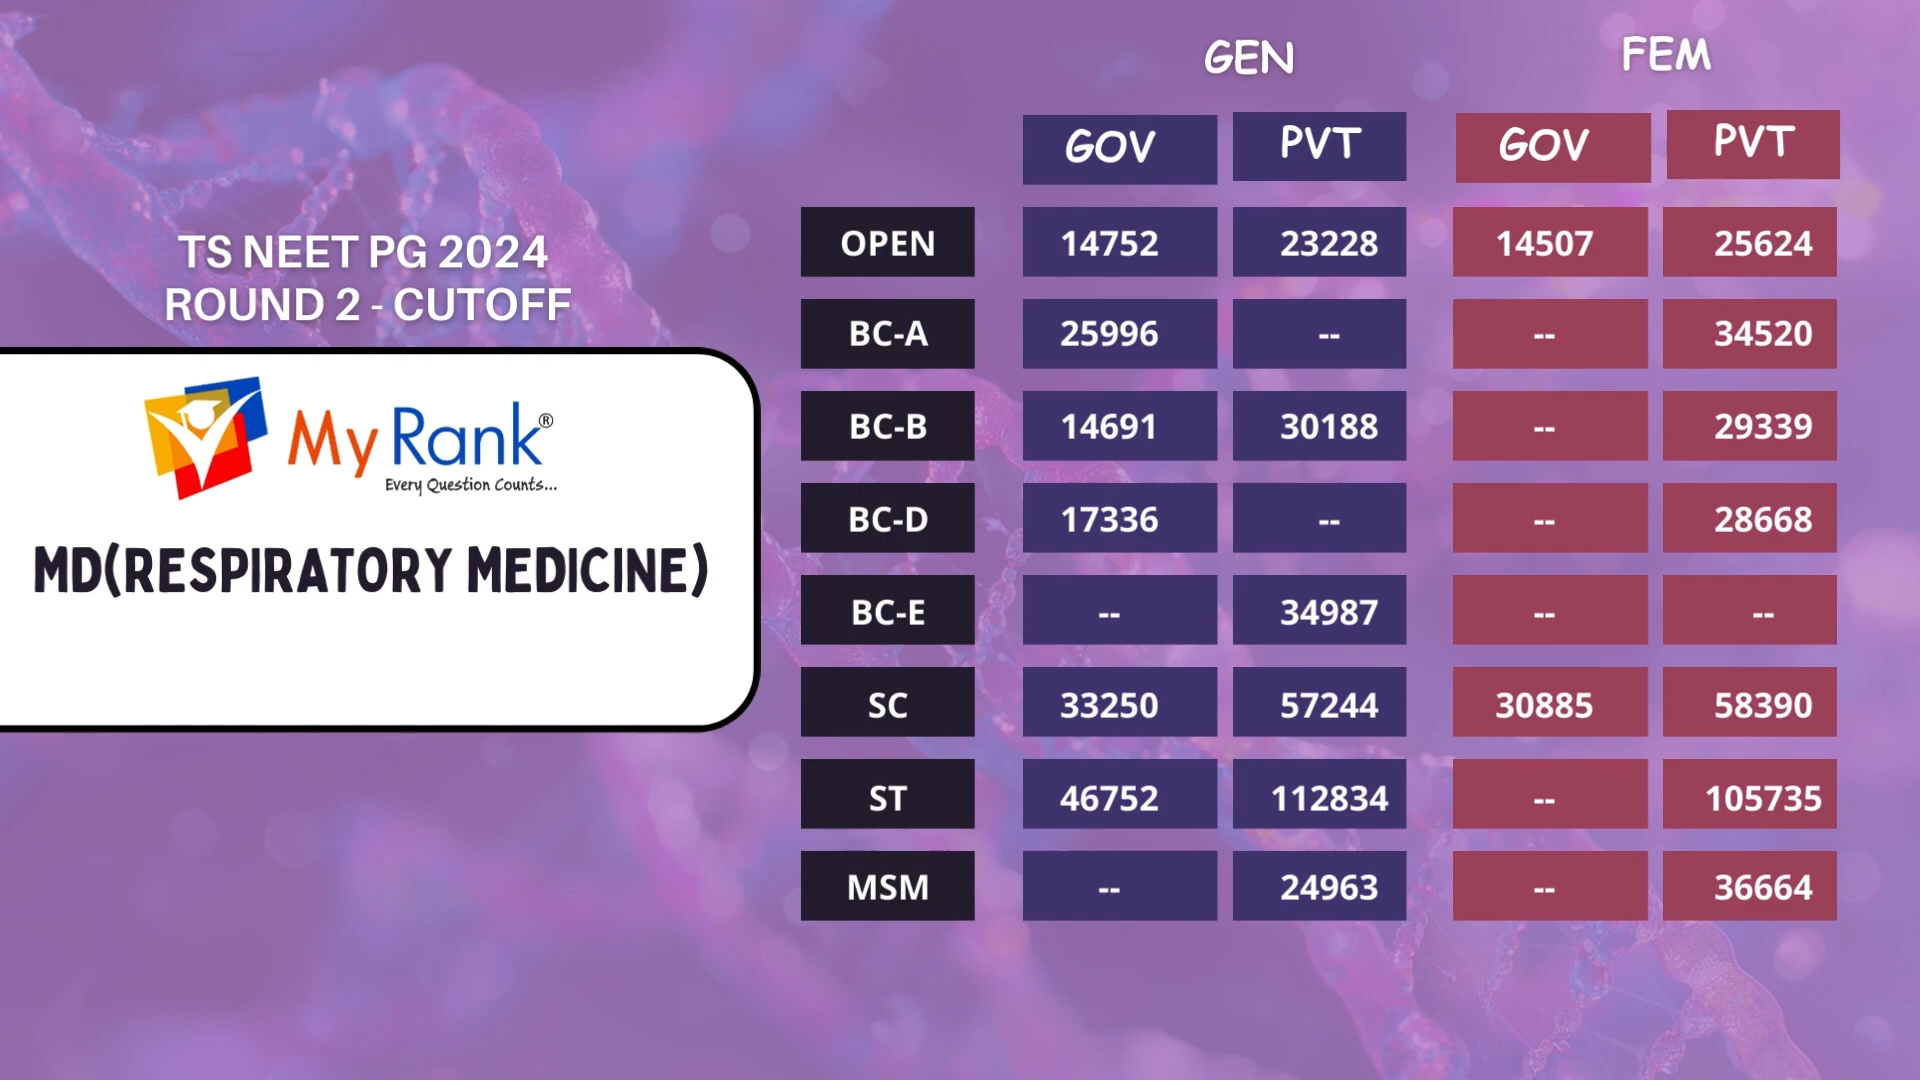 TS NEET PG 2024
ROUND 2 - CUTOFF
My Rank®
Every Question Counts...
MD(RESPIRATORY MEDICINE)
GEN FEM
GOV PVT GOV PVT
OPEN 14752 23228 14507 25624
BC-A 25996 -- -- 34520
BC-B 14691 30188 -- 29339
BC-D 17336 -- -- 28668
BC-E -- 34987 -- --
SC 33250 57244 30885 58390
ST 46752 112834 -- 105735
MSM -- 24963 -- 36664